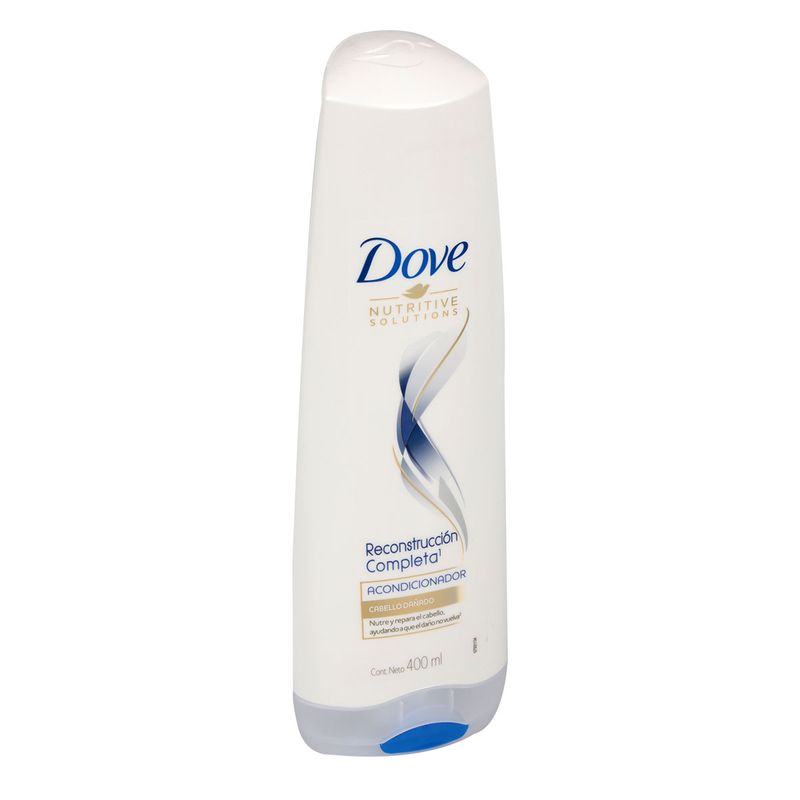 Dove
NUTRITIVE
SOLUTIONS
Reconstrucción
Completa¹
ACONDICIONADOR
CABELLO DAÑADO
Nutre y repara el cabello,
ayudando a que el daño no vuelva²
Cont. Neto 400 ml